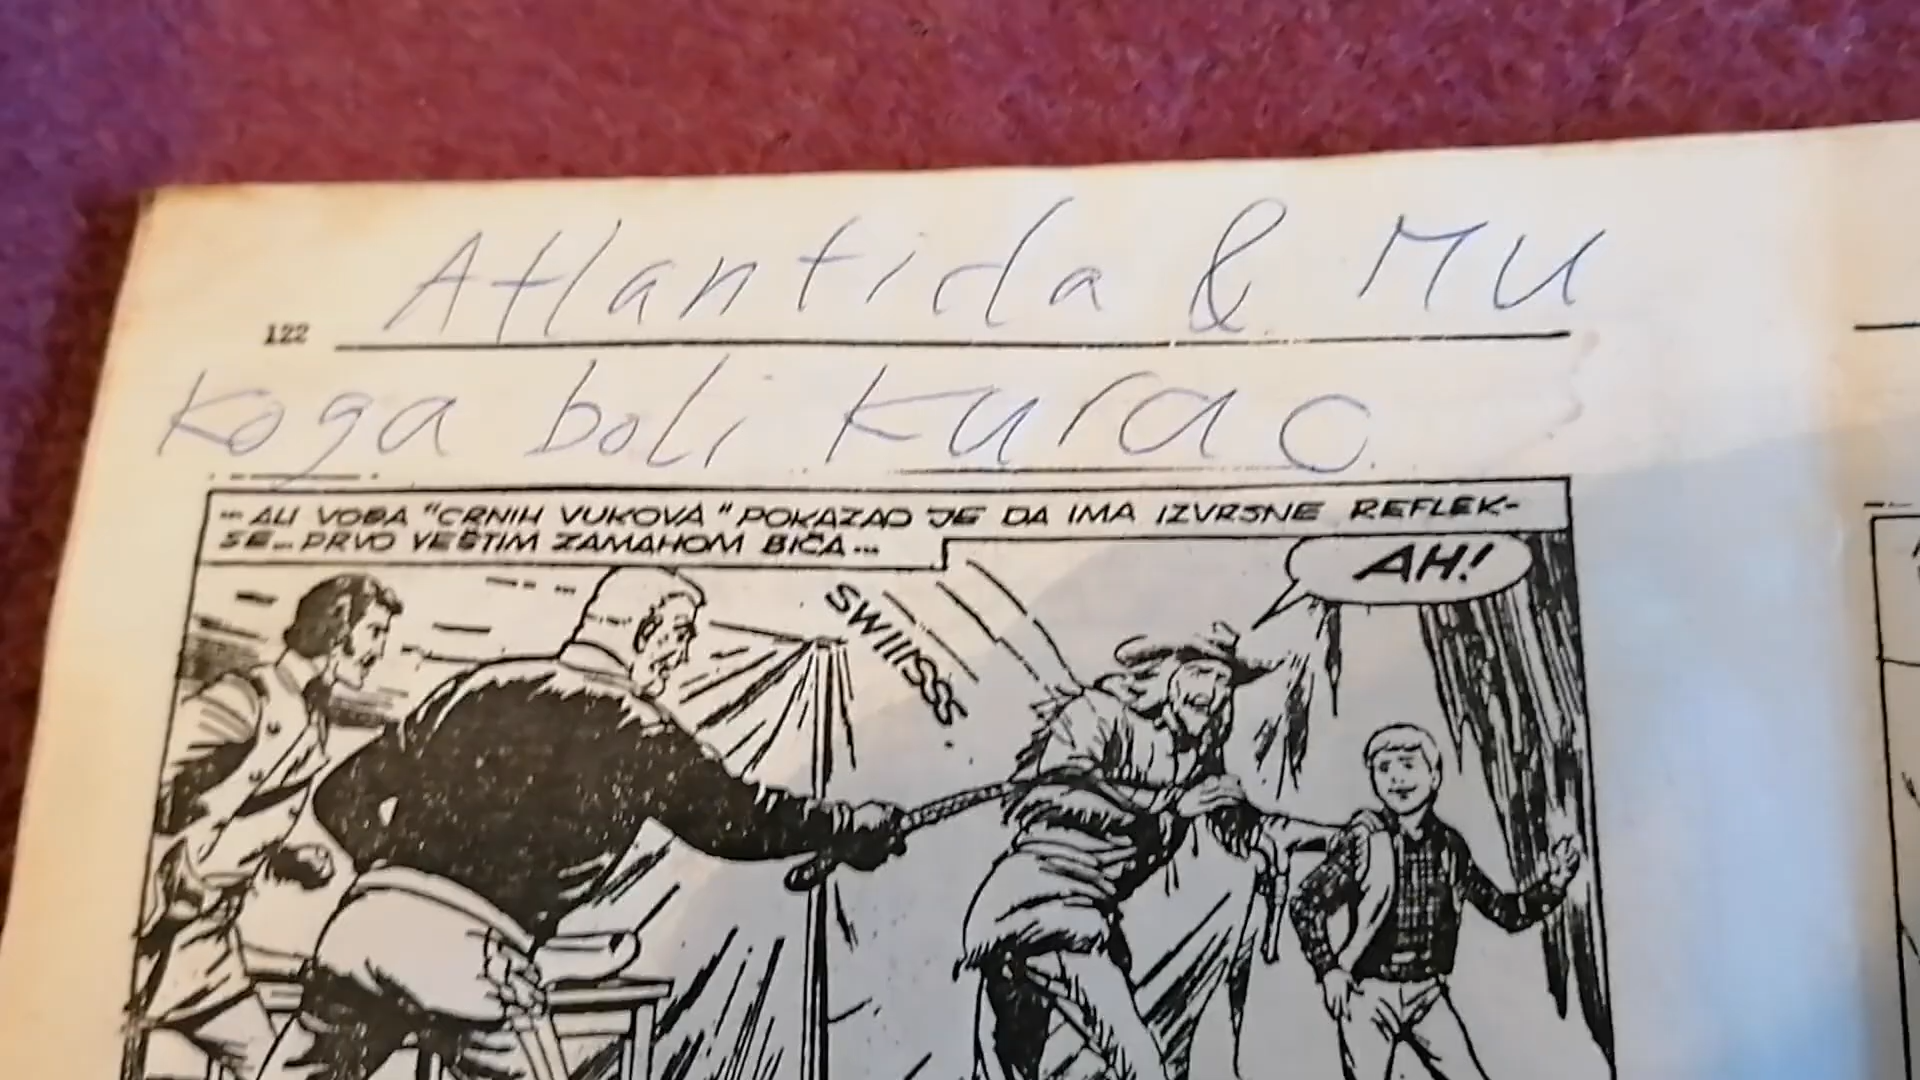 Atlantida & MU
122
Koga boli Kurac
... ALI VOĐA "CRNIH VUKOVA" POKAZAO JE DA IMA IZVRSNE REFLEK-
SE... PRVO VEŠTIM ZAMAHOM BIČA ...
AH!
SWIIISSS